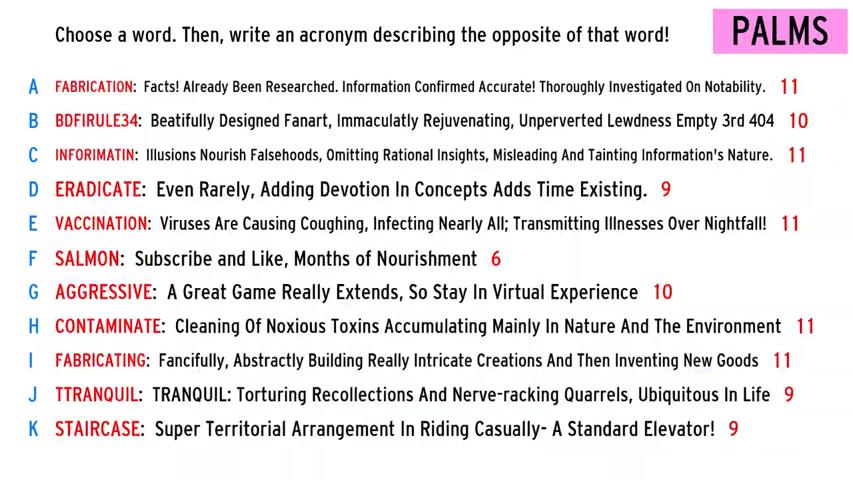 Choose a word. Then, write an acronym describing the opposite of that word!
PALMS
A FABRICATION: Facts! Already Been Researched. Information Confirmed Accurate! Thoroughly Investigated On Notability. 11
B BDFIRULE34: Beatifully Designed Fanart, Immaculatly Rejuvenating, Unperverted Lewdness Empty 3rd 404 10
C INFORIMATIN: Illusions Nourish Falsehoods, Omitting Rational Insights, Misleading And Tainting Information's Nature. 11
D ERADICATE: Even Rarely, Adding Devotion In Concepts Adds Time Existing. 9
E VACCINATION: Viruses Are Causing Coughing, Infecting Nearly All; Transmitting Illnesses Over Nightfall! 11
F SALMON: Subscribe and Like, Months of Nourishment 6
G AGGRESSIVE: A Great Game Really Extends, So Stay In Virtual Experience 10
H CONTAMINATE: Cleaning Of Noxious Toxins Accumulating Mainly In Nature And The Environment 11
I FABRICATING: Fancifully, Abstractly Building Really Intricate Creations And Then Inventing New Goods 11
J TTRANQUIL: TRANQUIL: Torturing Recollections And Nerve-racking Quarrels, Ubiquitous In Life 9
K STAIRCASE: Super Territorial Arrangement In Riding Casually- A Standard Elevator! 9